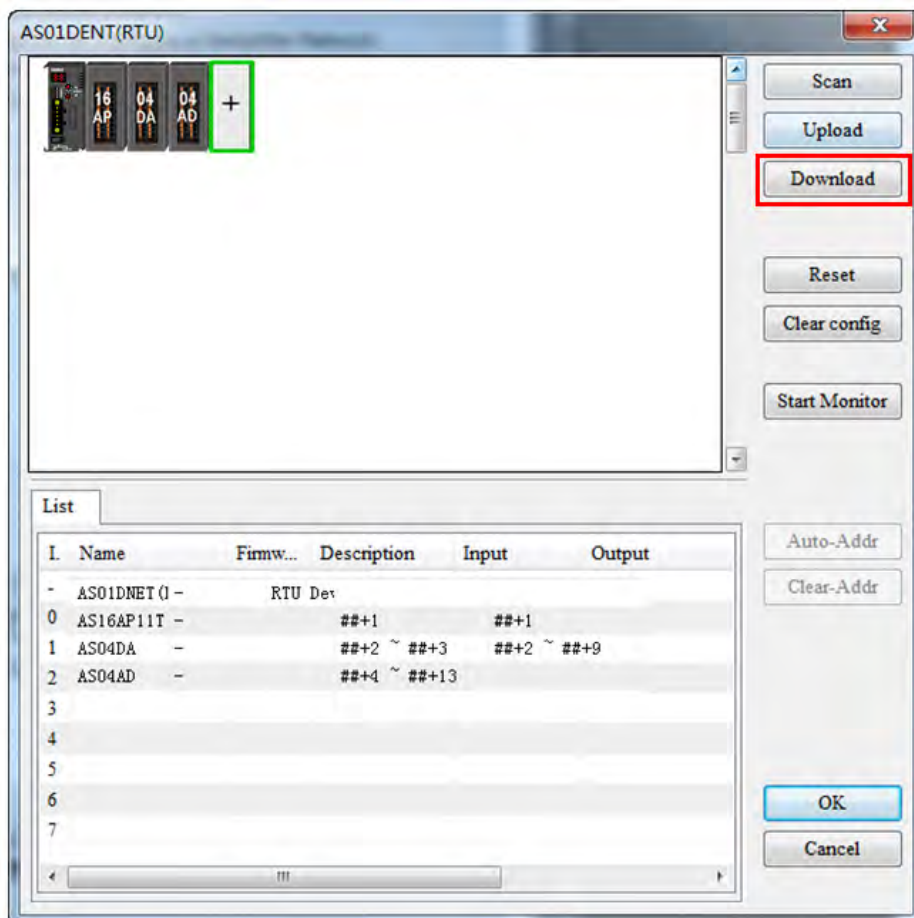 AS01DENT(RTU)
16 AP
04 DA
04 AD
+
Scan
Upload
Download
Reset
Clear config
Start Monitor
Auto-Addr
Clear-Addr
OK
Cancel
List
I. Name Firmw... Description Input Output
- AS01DNET(I - RTU Dev
0 AS16AP11T - ##+1 ##+1
1 AS04DA - ##+2 ~ ##+3 ##+2 ~ ##+9
2 AS04AD - ##+4 ~ ##+13
3
4
5
6
7